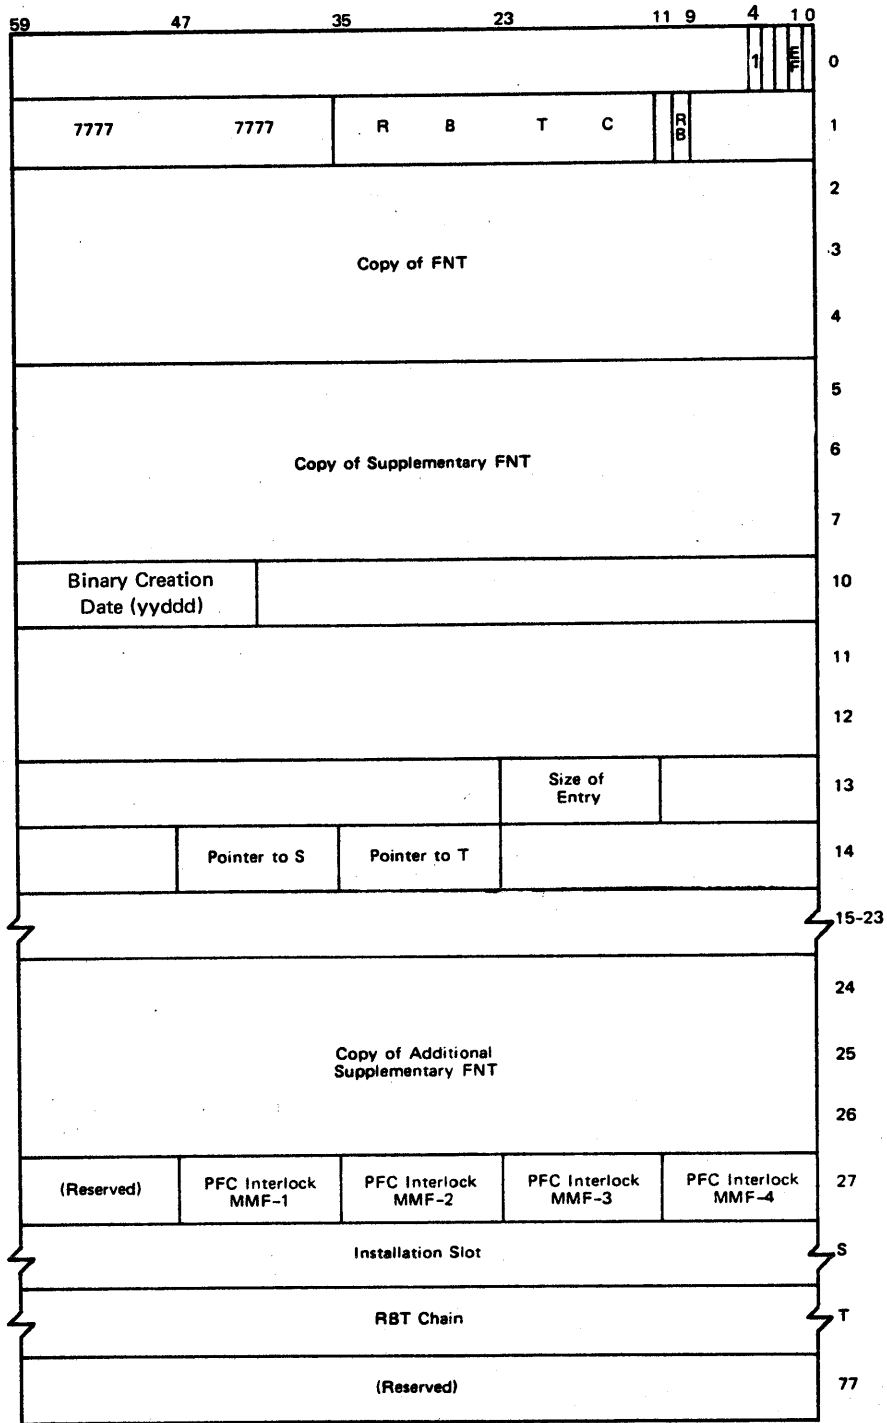 59 47 35 23 11 9 4 1 0
1 0
7777 7777 R B T C RB 1
2
Copy of FNT 3
4
5
Copy of Supplementary FNT 6
7
Binary Creation 10
Date (yyddd)
11
12
Size of 13
Entry
Pointer to S Pointer to T 14
15-23
24
Copy of Additional 25
Supplementary FNT
26
(Reserved) PFC Interlock PFC Interlock PFC Interlock PFC Interlock 27
MMF-1 MMF-2 MMF-3 MMF-4
Installation Slot S
RBT Chain T
(Reserved) 77